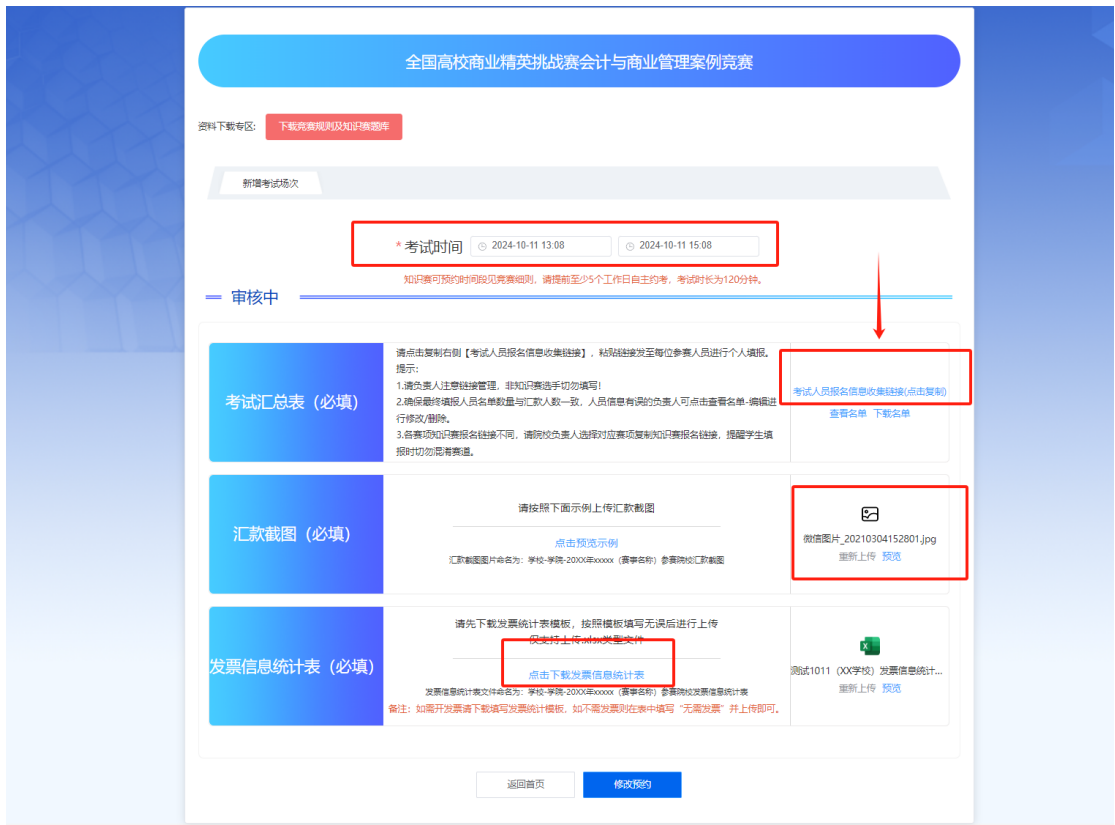 全国高校商业精英挑战赛会计与商业管理案例竞赛
资料下载专区:
下载竞赛规则及知识赛题库
新增考试场次
* 考试时间 2024-10-11 13:08 2024-10-11 15:08
知识赛可预约时间段见竞赛细则，请提前至少5个工作日自主约考，考试时长为120分钟。
审核中
考试汇总表（必填）
请点击复制右侧【考试人员报名信息收集链接】，粘贴链接发至每位参赛人员进行个人填报。
提示：
1.请负责人注意链接管理，非知识赛选手切勿填写！
2.确保最终填报人员名单数量与汇款人数一致，人员信息有误的负责人可点击查看名单-编辑进
行修改/删除。
3.各赛项知识赛报名链接不同，请院校负责人选择对应赛项复制知识赛报名链接，提醒学生填
报时切勿混淆赛道。
考试人员报名信息收集链接(点击复制)
查看名单 下载名单
汇款截图（必填）
请按照下面示例上传汇款截图
点击预览示例
汇款截图图片命名为：学校-学院-20XX年xxxxx（赛事名称）参赛院校汇款截图
微信图片_20210304152801.jpg
重新上传 预览
发票信息统计表（必填）
请先下载发票统计表模板，按照模板填写无误后进行上传
仅支持上传.xlsx类型文件
点击下载发票信息统计表
发票信息统计表文件命名为：学校-学院-20XX年xxxxx（赛事名称）参赛院校发票信息统计表
备注：如需开发票请下载填写发票统计模板，如不需发票则在表中填写“无需发票”并上传即可。
测试1011（XX学校）发票信息统计...
重新上传 预览
返回首页
修改预约